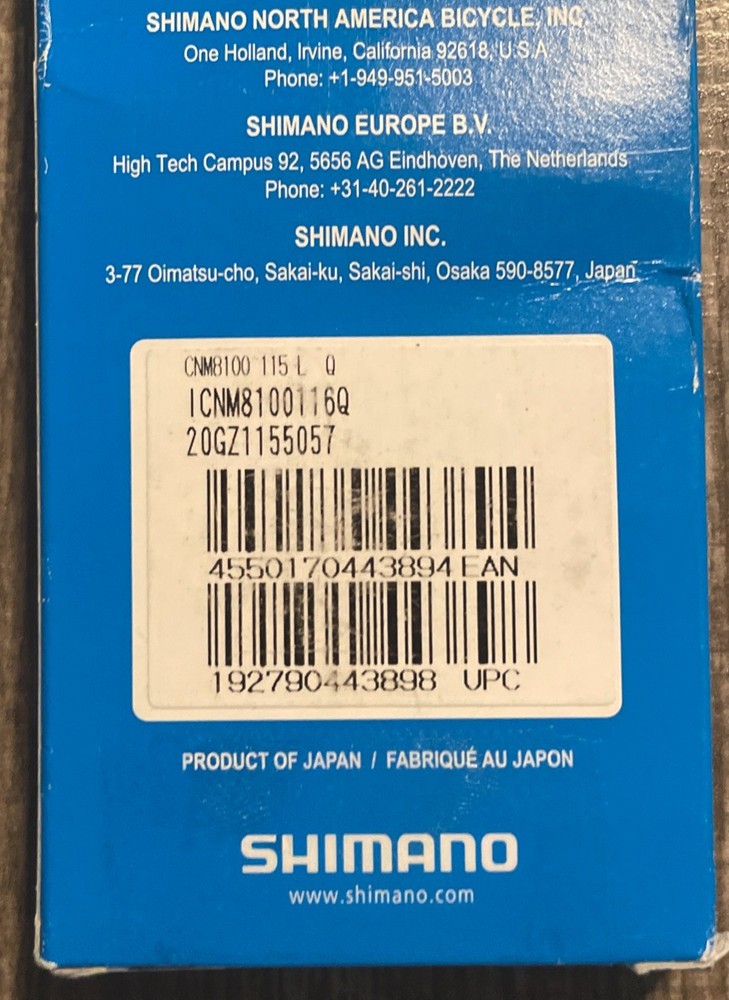 SHIMANO NORTH AMERICA BICYCLE, INC.
One Holland, Irvine, California 92618, U.S.A.
Phone: +1-949-951-5003
SHIMANO EUROPE B.V.
High Tech Campus 92, 5656 AG Eindhoven, The Netherlands
Phone: +31-40-261-2222
SHIMANO INC.
3-77 Oimatsu-cho, Sakai-ku, Sakai-shi, Osaka 590-8577, Japan
CNM8100 115 L Q
ICNM8100116Q
20GZ1155057
4550170443894 EAN
192790443898 UPC
PRODUCT OF JAPAN / FABRIQUÉ AU JAPON
SHIMANO
www.shimano.com